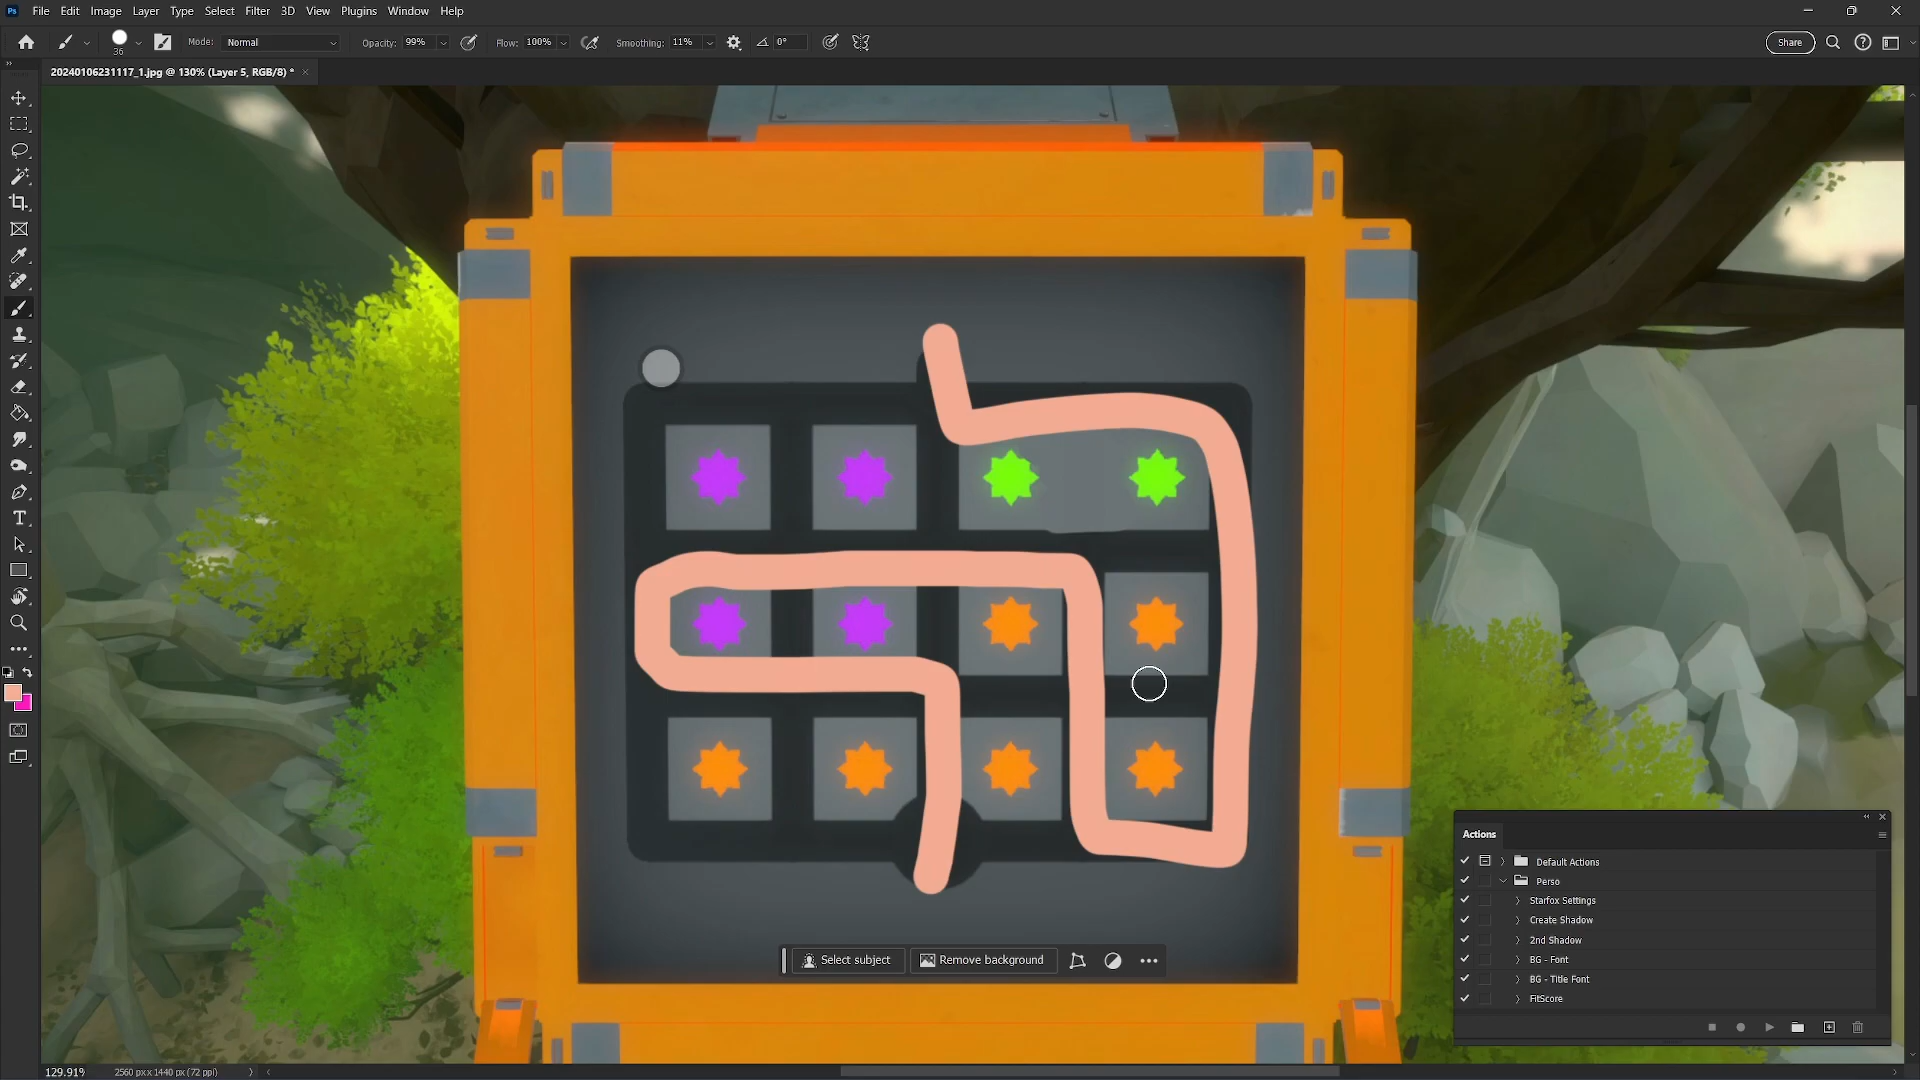 Ps File Edit Image Layer Type Select Filter 3D View Plugins Window Help
36 Mode: Normal Opacity: 99% Flow: 100% Smoothing: 11% 0° Share
20240106231117_1.jpg @ 130% (Layer 5, RGB/8) *
Actions
Default Actions
Perso
Starfox Settings
Create Shadow
2nd Shadow
BG - Font
BG - Title Font
FitScore
Select subject Remove background
129.91% 2560 px x 1440 px (72 ppi)